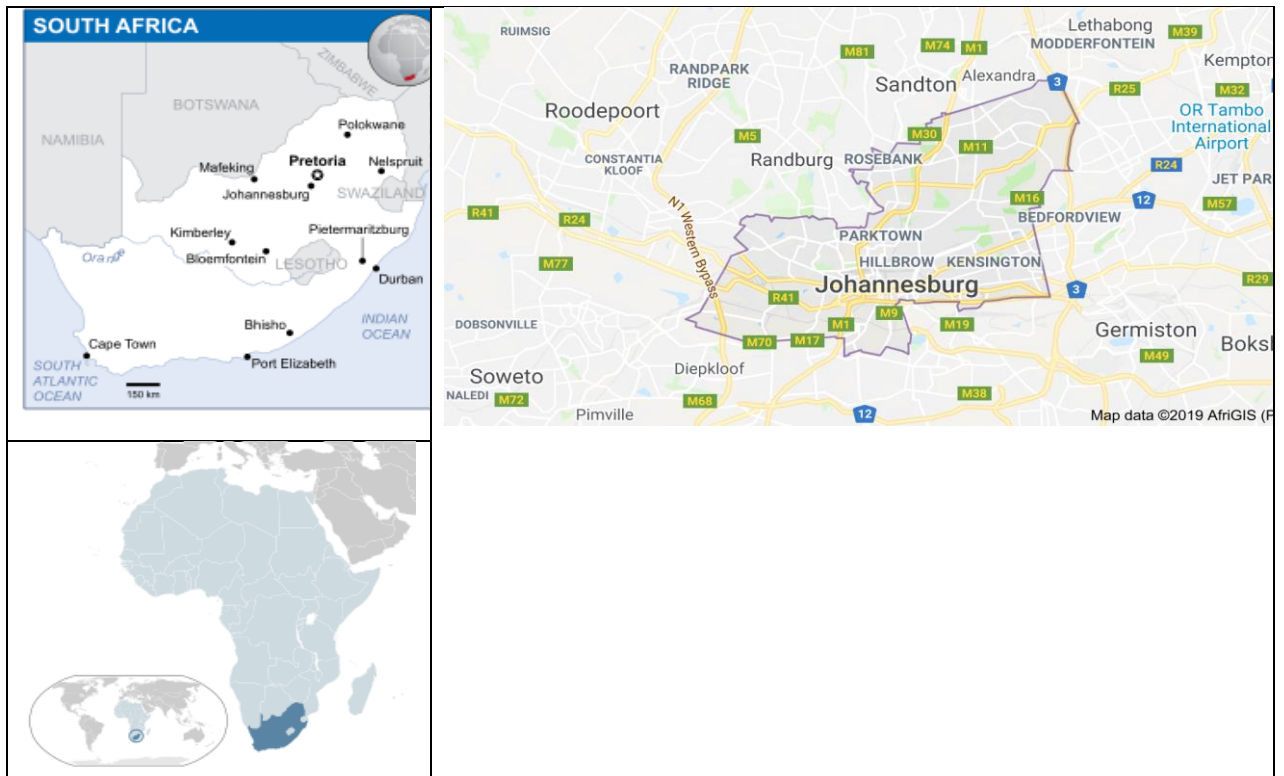 SOUTH AFRICA
ZIMBABWE
BOTSWANA
NAMIBIA
Polokwane
Pretoria
Nelspruit
Mafeking
Johannesburg
SWAZILAND
Kimberley
Pietermaritzburg
Orange
Bloemfontein
LESOTHO
Durban
Bhisho
INDIAN
OCEAN
Cape Town
Port Elizabeth
SOUTH
ATLANTIC
OCEAN
150 km
RUIMSIG
Lethabong
M39
MODDERFONTEIN
M81
M74
M1
Kempton
RANDPARK
RIDGE
Sandton
Alexandra
3
R25
M32
Roodepoort
OR Tambo
International
Airport
M5
M30
M11
CONSTANTIA
KLOOF
Randburg
ROSEBANK
R24
JET PAR
M16
12
M57
R41
R24
N1 Western Bypass
BEDFORDVIEW
PARKTOWN
M77
HILLBROW
KENSINGTON
R29
Johannesburg
3
R41
M9
DOBSONVILLE
M1
M19
Germiston
M70
M17
Boksl
M49
Soweto
Diepkloof
NALEDI
M72
M68
M38
Pimville
12
Map data ©2019 AfriGIS (P